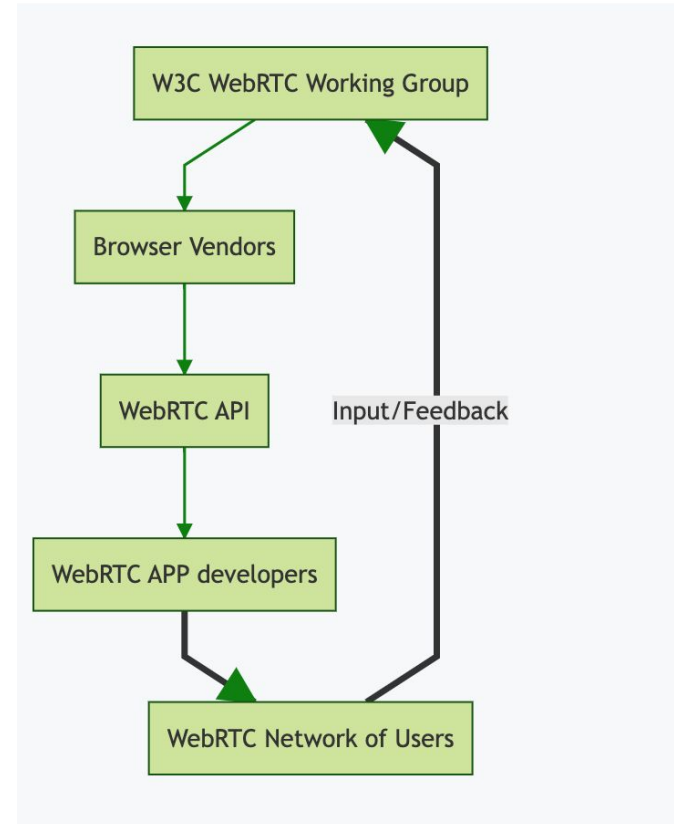 W3C WebRTC Working Group
Browser Vendors
WebRTC API
Input/Feedback
WebRTC APP developers
WebRTC Network of Users